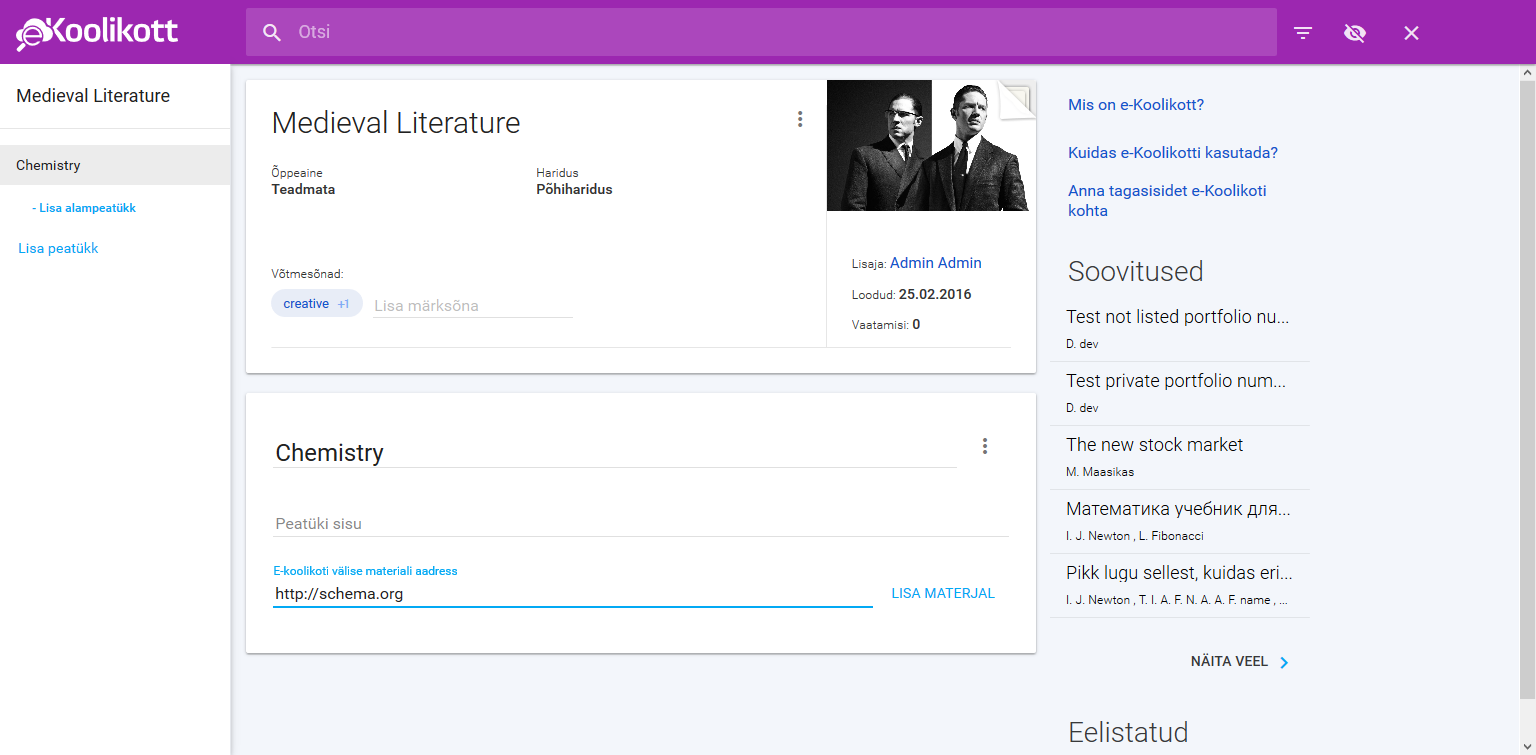 eKoolikott
Otsi
Medieval Literature
Chemistry
- Lisa alampeatükk
Lisa peatükk
Medieval Literature
Õppeaine
Teadmata
Haridus
Põhiharidus
Võtmesõnad:
creative +1
Lisa märksõna
Lisaja: Admin Admin
Loodud: 25.02.2016
Vaatamisi: 0
Chemistry
Peatüki sisu
E-koolikoti välise materiali aadress
http://schema.org
LISA MATERJAL
Mis on e-Koolikott?
Kuidas e-Koolikotti kasutada?
Anna tagasisidet e-Koolikoti
kohta
Soovitused
Test not listed portfolio nu...
D. dev
Test private portfolio num...
D. dev
The new stock market
M. Maasikas
Математика учебник для...
I. J. Newton , L. Fibonacci
Pikk lugu sellest, kuidas eri...
I. J. Newton , T. I. A. F. N. A. A. F. name , ...
NÄITA VEEL
Eelistatud